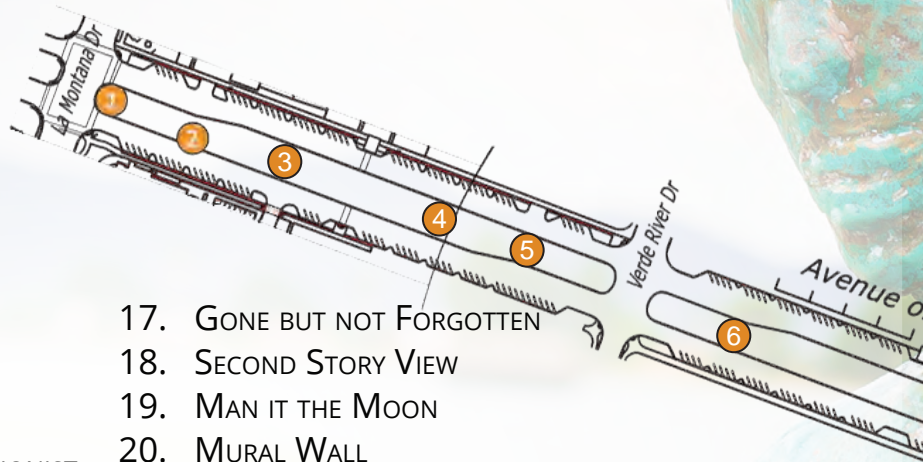 La Montana Dr
1
2
3
4
5
Verde River Dr
6
Avenue o
17. Gone but not Forgotten
18. Second Story View
19. Man it the Moon
20. Mural Wall